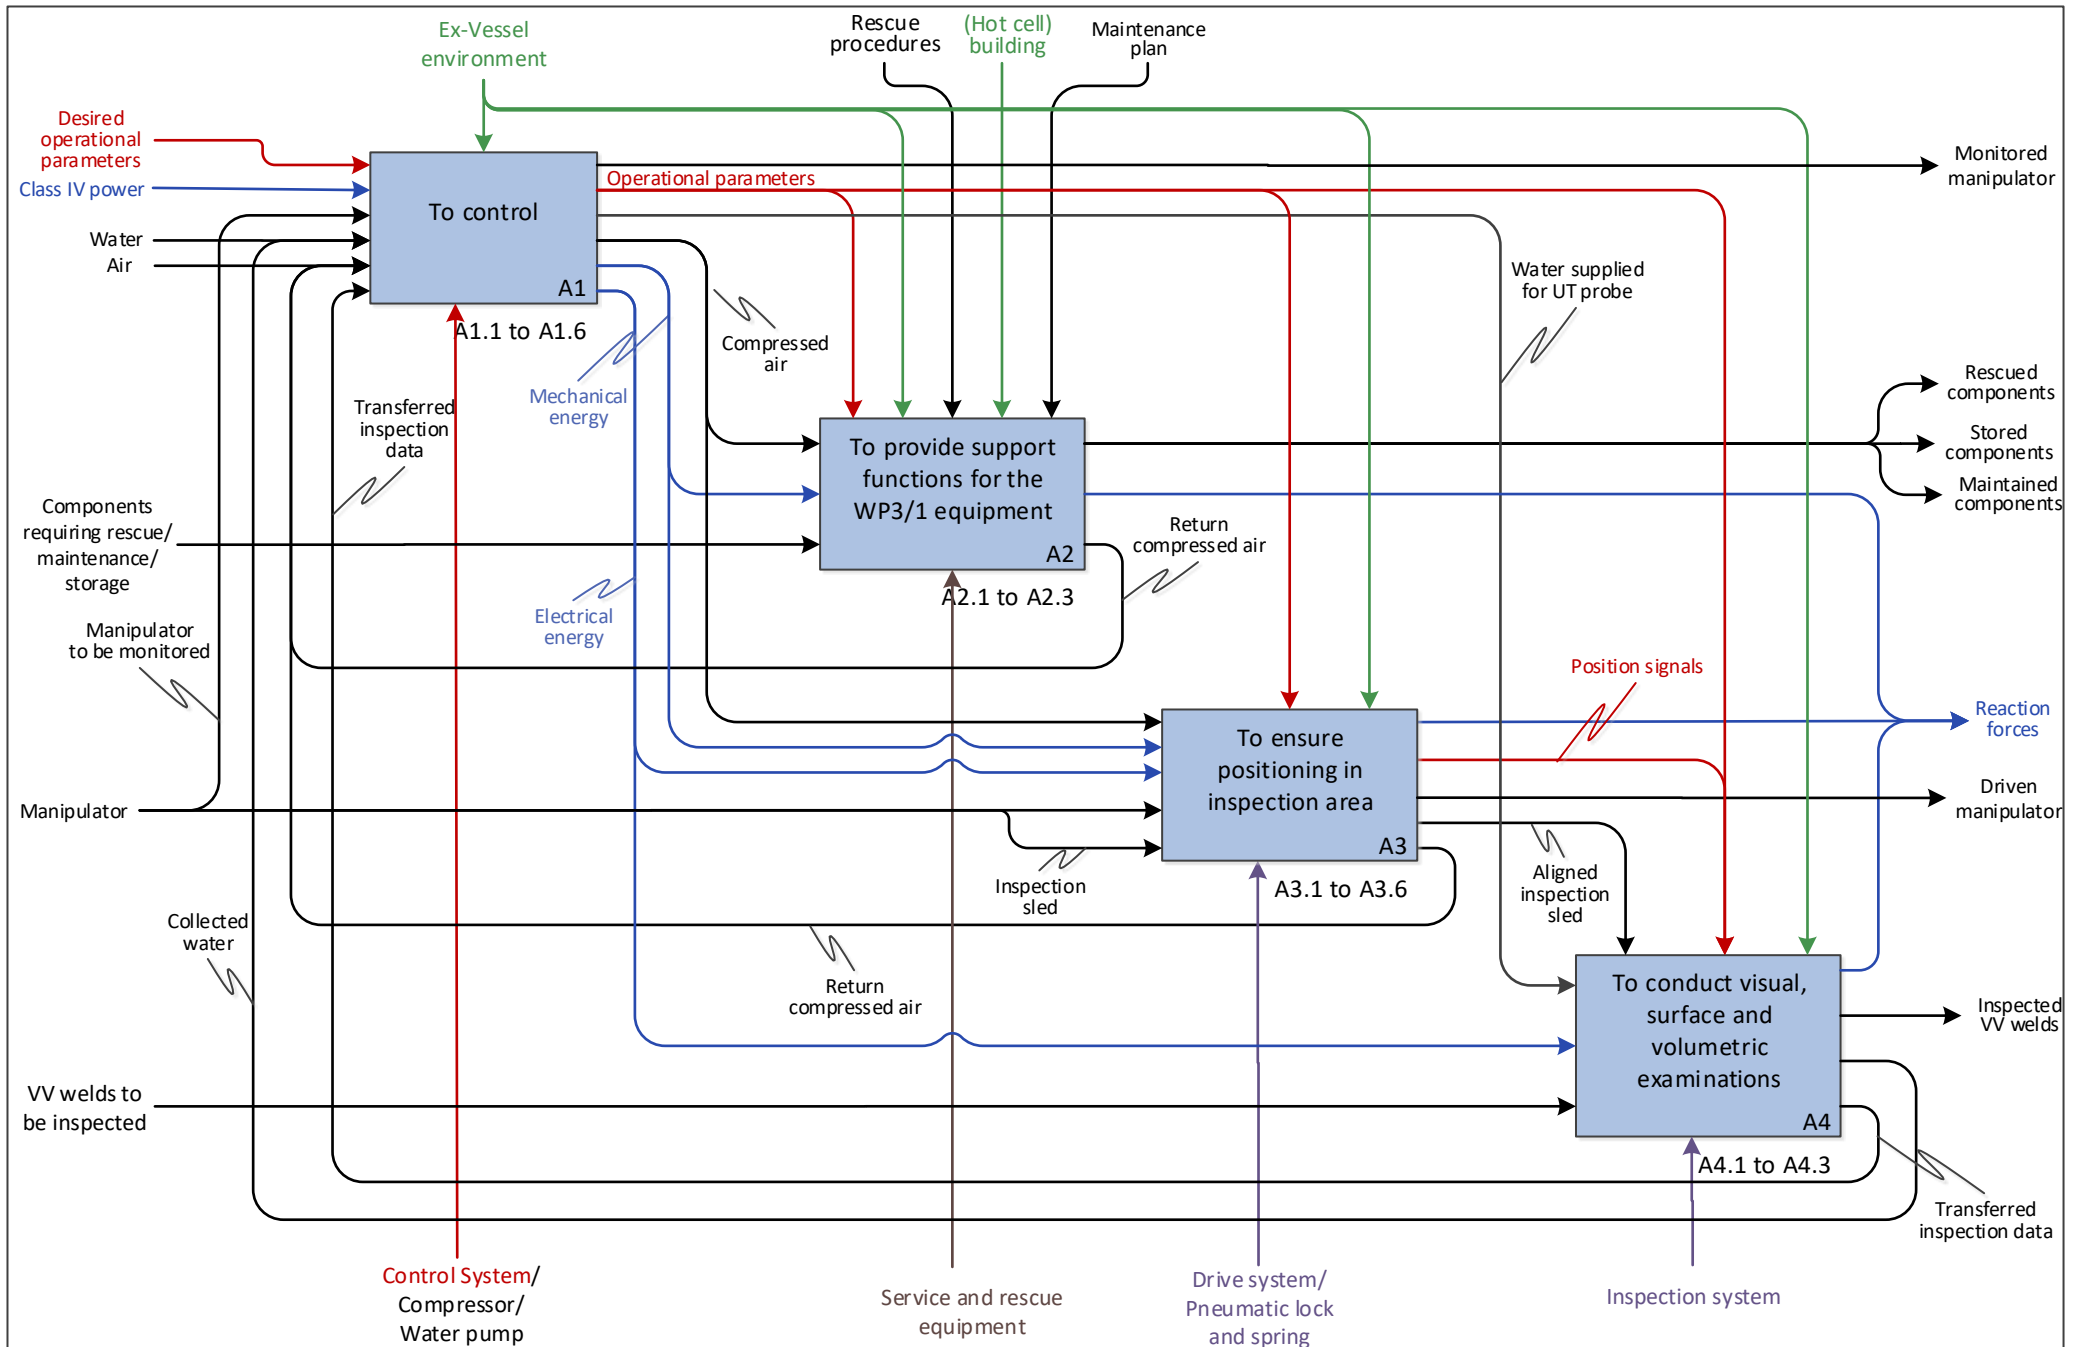 Ex-Vessel
environment
Rescue
procedures
(Hot cell)
building
Maintenance
plan
Desired
operational
parameters
Class IV power
Water
Air
To control
A1
A1.1 to A1.6
Operational parameters
Monitored
manipulator
Water supplied
for UT probe
Compressed
air
Mechanical
energy
Transferred
inspection
data
Rescued
components
Stored
components
Maintained
components
To provide support
functions for the
WP3/1 equipment
A2
A2.1 to A2.3
Return
compressed air
Components
requiring rescue/
maintenance/
storage
Electrical
energy
Manipulator
to be monitored
Position signals
Reaction
forces
To ensure
positioning in
inspection area
A3
A3.1 to A3.6
Driven
manipulator
Manipulator
Inspection
sled
Aligned
inspection
sled
Collected
water
Return
compressed air
To conduct visual,
surface and
volumetric
examinations
A4
A4.1 to A4.3
Inspected
VV welds
VV welds to
be inspected
Transferred
inspection data
Control System/
Compressor/
Water pump
Service and rescue
equipment
Drive system/
Pneumatic lock
and spring
Inspection system